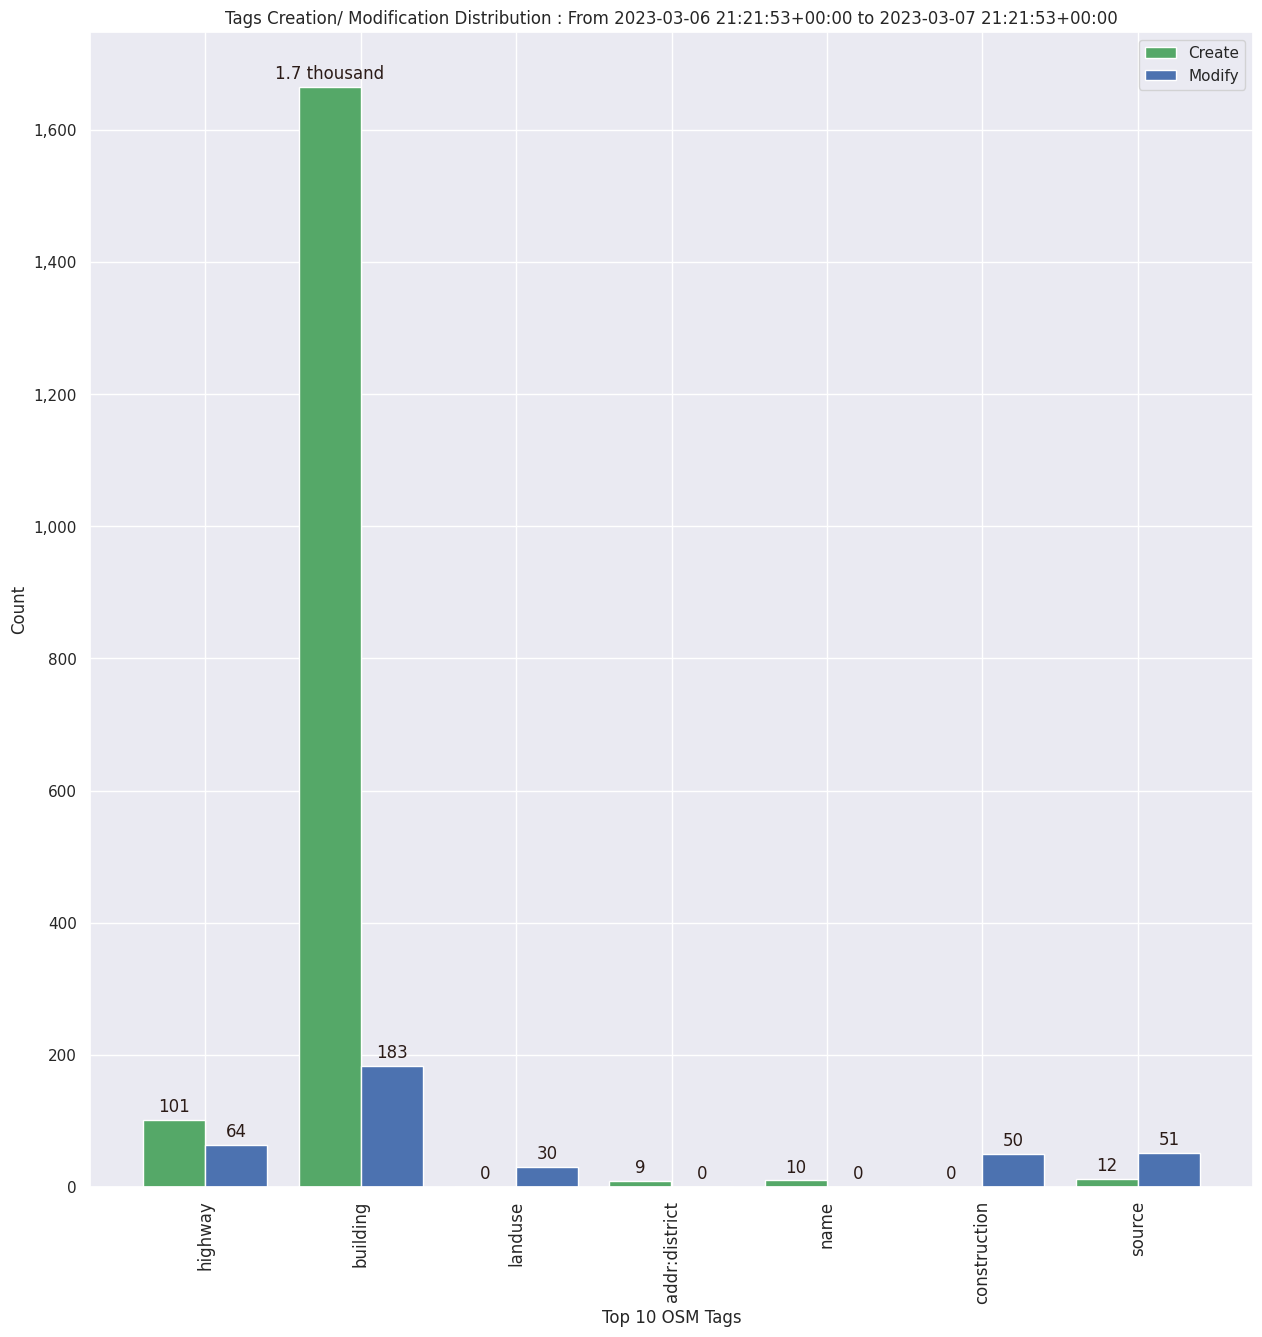 Tags Creation/ Modification Distribution : From 2023-03-06 21:21:53+00:00 to 2023-03-07 21:21:53+00:00
Create
Modify
1.7 thousand
1,600
1,400
1,200
1,000
800
600
400
200
0
Count
183
101
64
0
30
9
0
10
0
0
50
12
51
highway
building
landuse
addr:district
name
construction
source
Top 10 OSM Tags